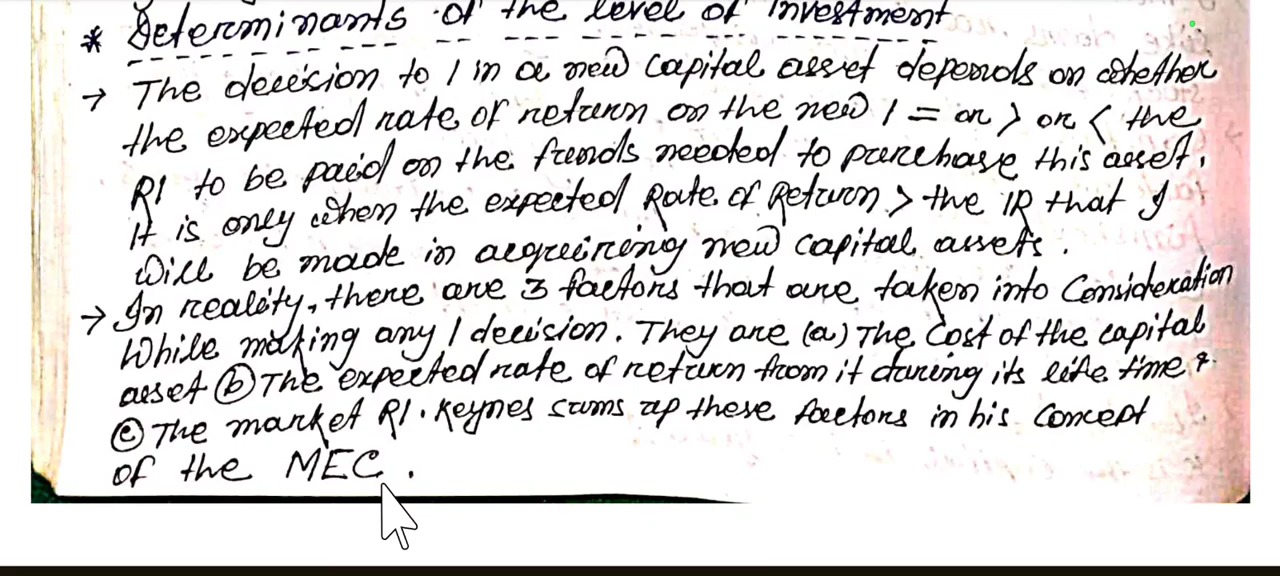 * Determinants of the level of Investment
→ The decision to I in a new capital asset depends on whether
the expected rate of return on the new I = or > or < the
RI to be paid on the funds needed to purchase this asset.
It is only when the expected Rate of Return > the IR that I
will be made in acquireing new capital assets.
→ In reality, there are 3 factors that are taken into Consideration
While making any I decision. They are (a) The Cost of the capital
asset (b) The expected rate of return from it during its life time &
(c) The market RI. Keynes sums up these factors in his Concept
of the MEC.